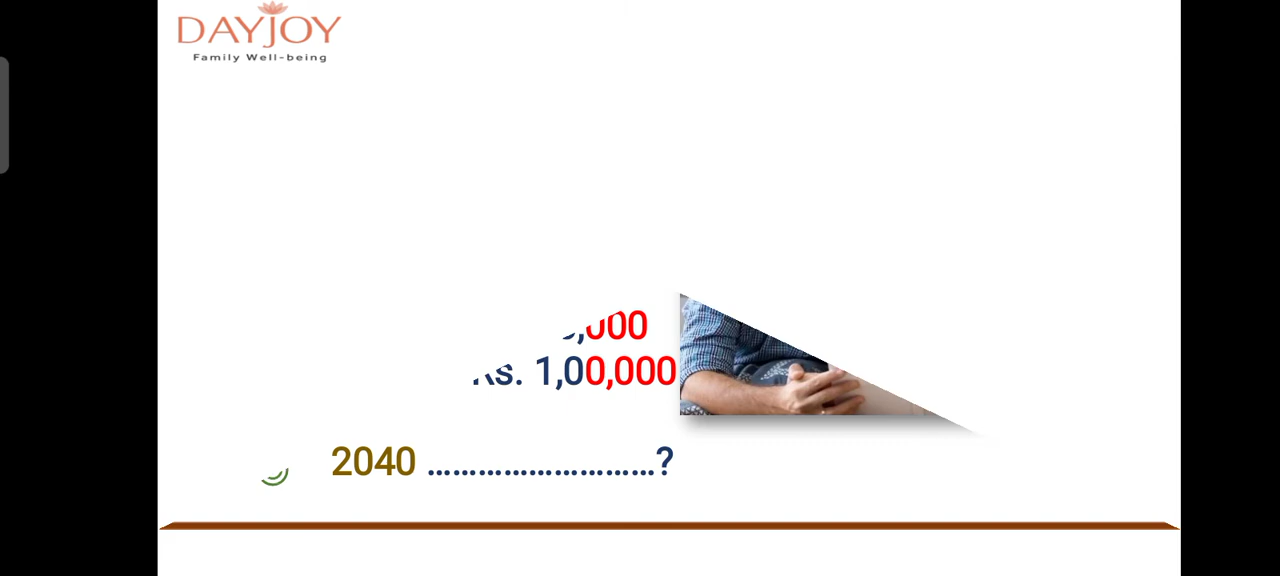 DAYJOY
Family Well-being
,000
Rs. 1,00,000
2040 ...........................?